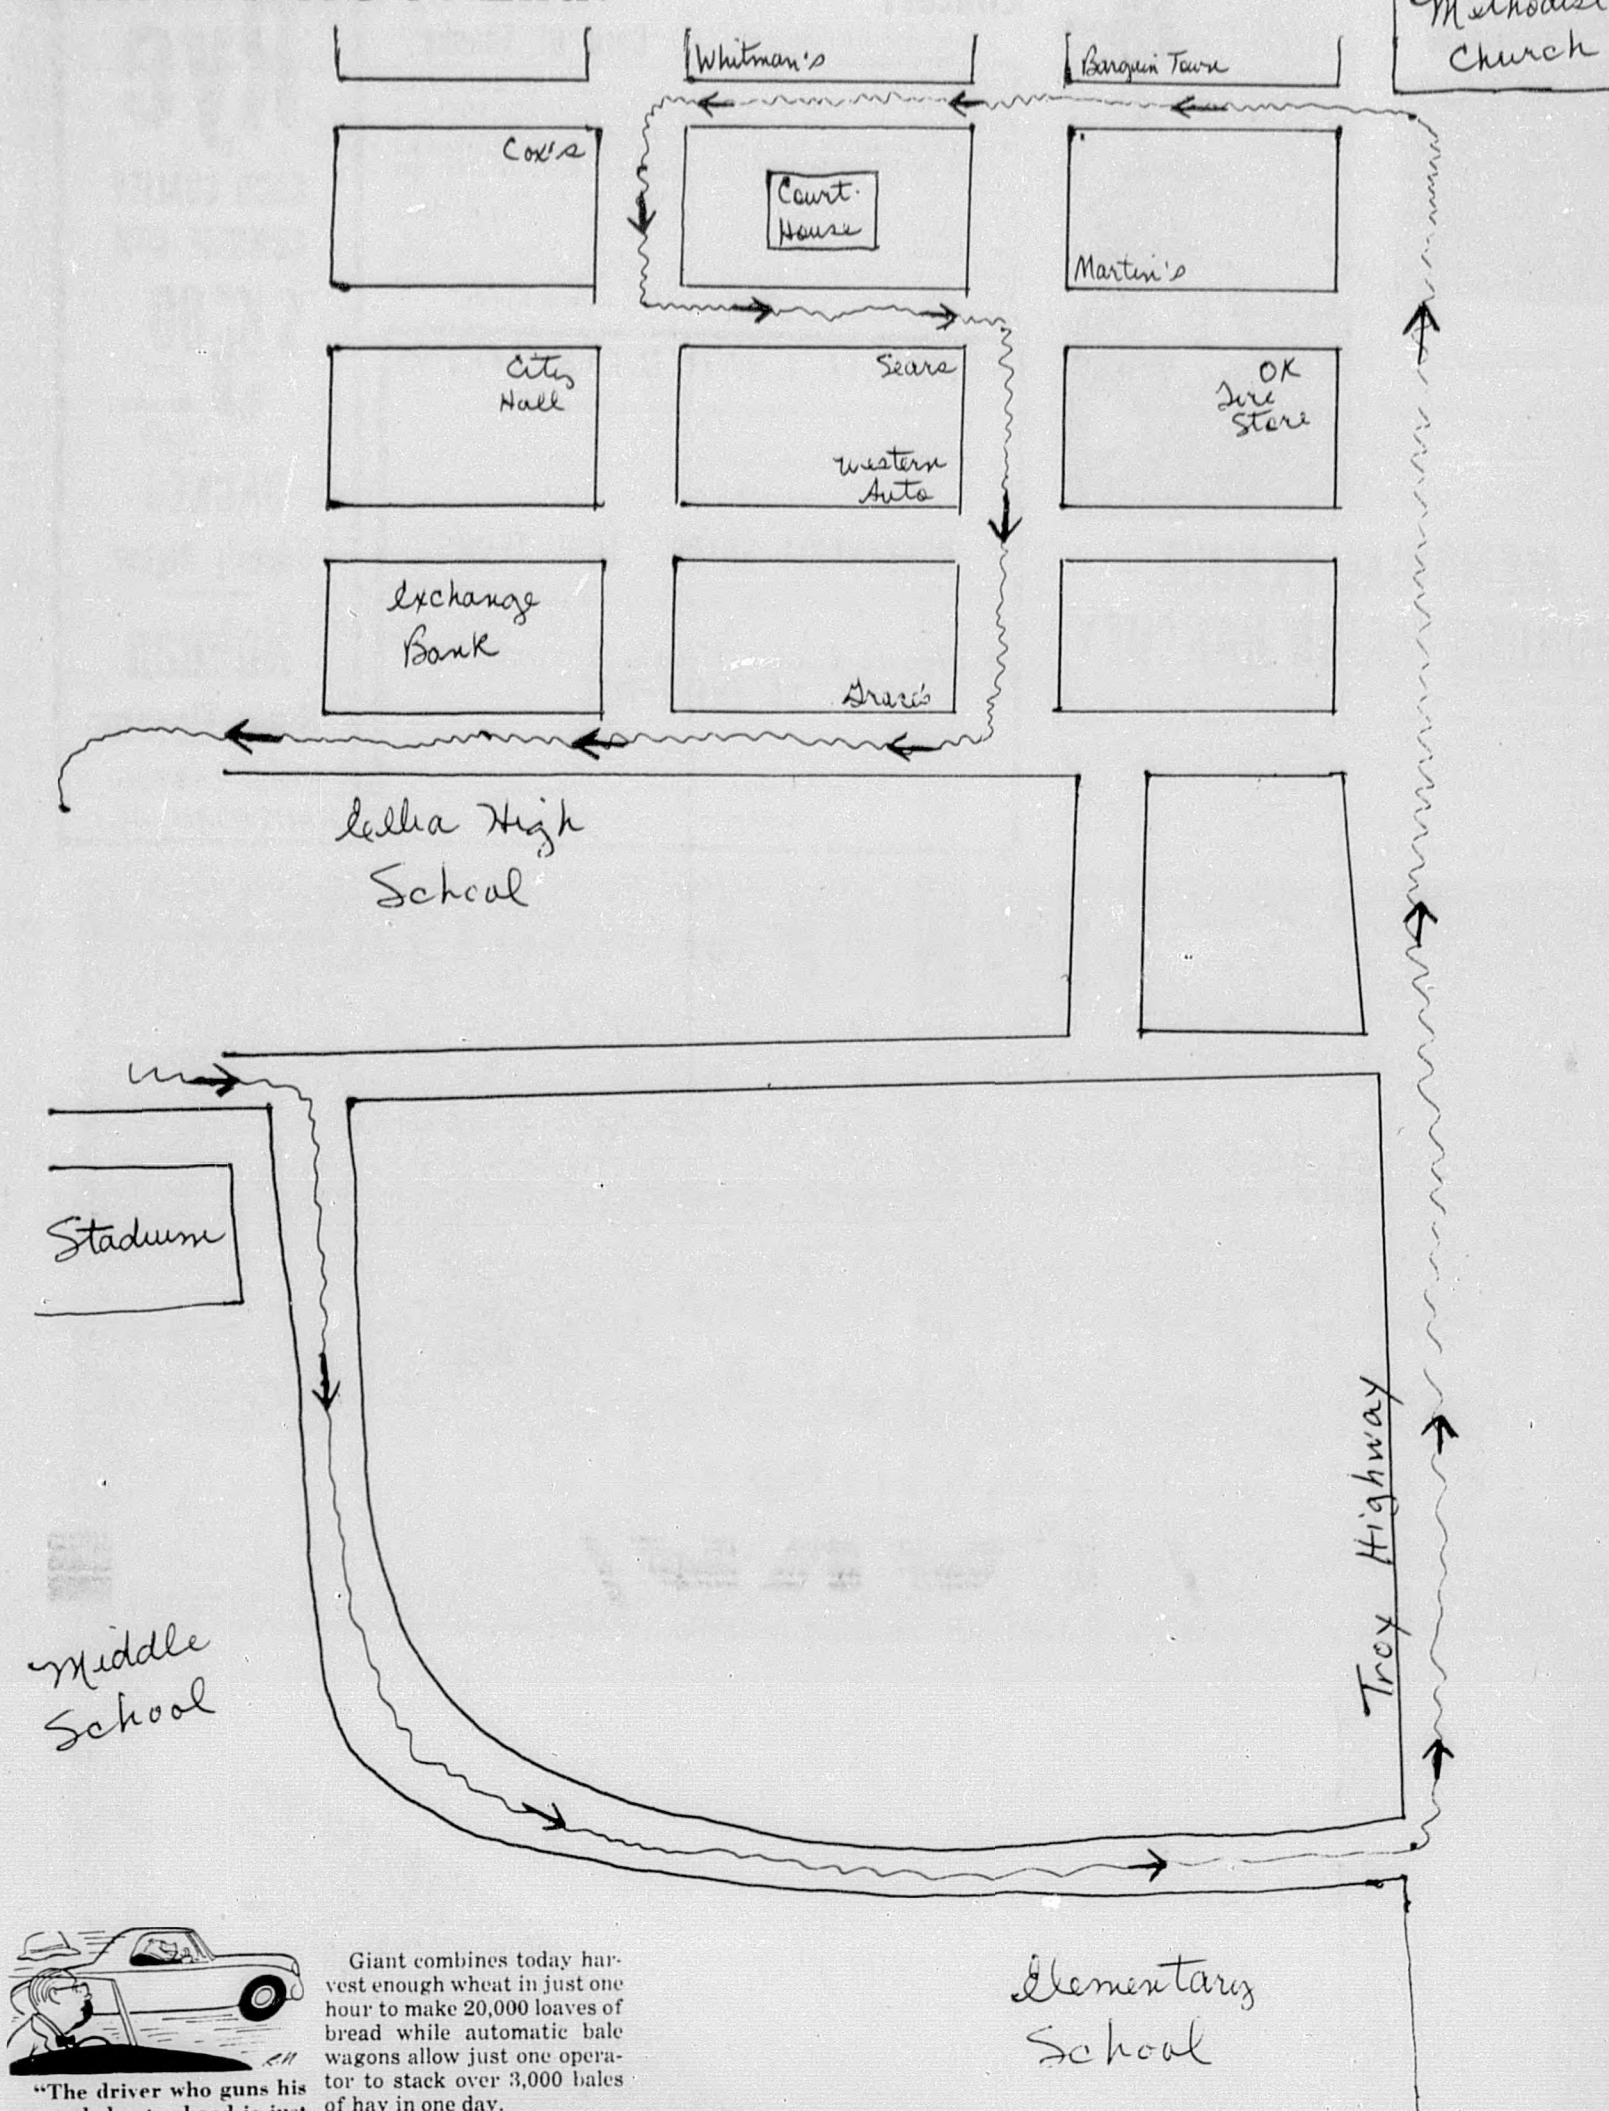 Methodist
Church
Whitman's
Barguin Town
Cox's
Court
House
Martin's
City
Hall
Sears
OK
Tire
Store
Western
Auto
Exchange
Bank
Grace's
Elba High
School
Stadium
Troy Highway
Middle
School
Elementary
School
Giant combines today har-
vest enough wheat in just one
hour to make 20,000 loaves of
bread while automatic bale
wagons allow just one opera-
tor to stack over 3,000 bales
of hay in one day.
"The driver who guns his